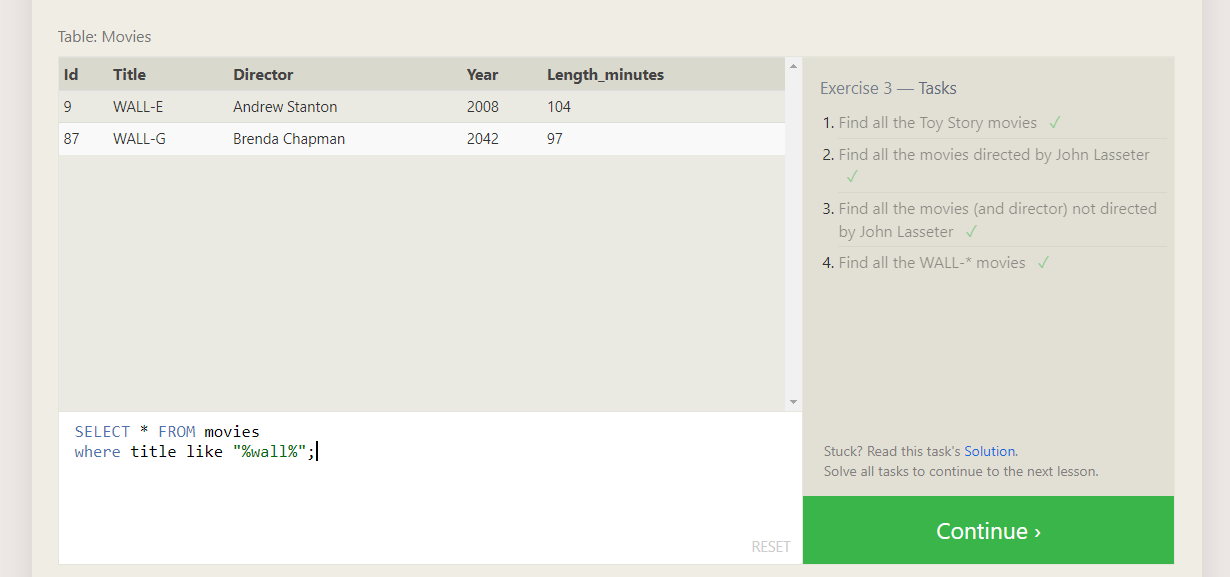 Table: Movies
Id Title Director Year Length_minutes
9 WALL-E Andrew Stanton 2008 104
87 WALL-G Brenda Chapman 2042 97
SELECT * FROM movies
where title like "%wall%";
RESET
Exercise 3 — Tasks
1. Find all the Toy Story movies ✓
2. Find all the movies directed by John Lasseter
✓
3. Find all the movies (and director) not directed
by John Lasseter ✓
4. Find all the WALL-* movies ✓
Stuck? Read this task's Solution.
Solve all tasks to continue to the next lesson.
Continue ›